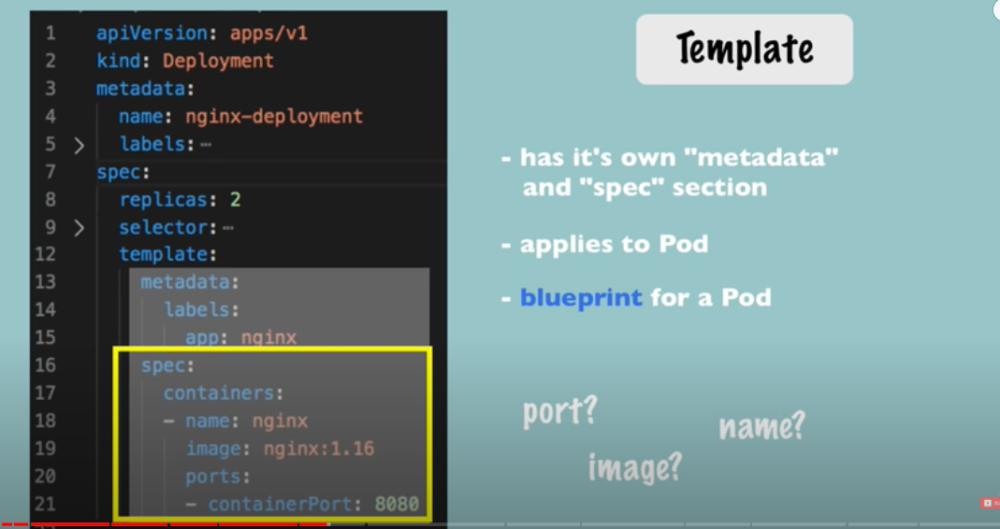 1 apiVersion: apps/v1
2 kind: Deployment
3 metadata:
4 name: nginx-deployment
5 labels:⋯
7 spec:
8 replicas: 2
9 selector:⋯
12 template:
13 metadata:
14 labels:
15 app: nginx
16 spec:
17 containers:
18 - name: nginx
19 image: nginx:1.16
20 ports:
21 - containerPort: 8080
Template
- has it's own "metadata"
and "spec" section
- applies to Pod
- blueprint for a Pod
port?
name?
image?